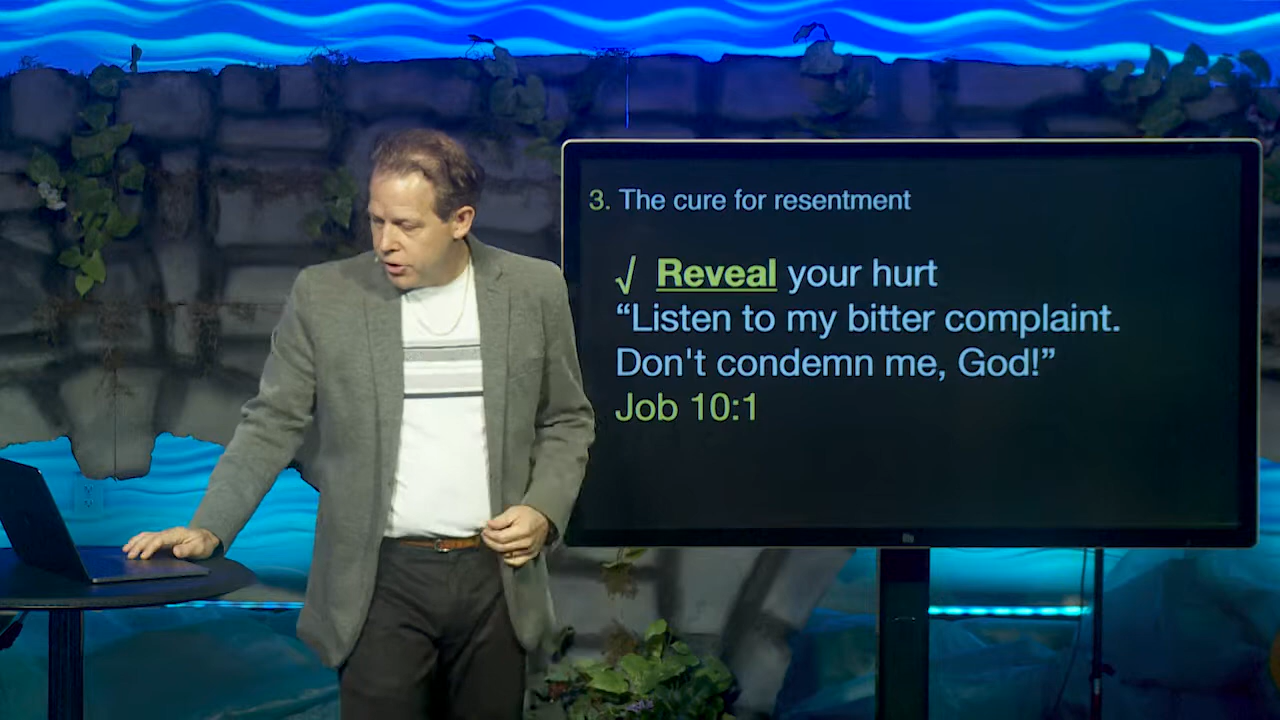 3. The cure for resentment
√ Reveal your hurt
“Listen to my bitter complaint.
Don't condemn me, God!”
Job 10:1